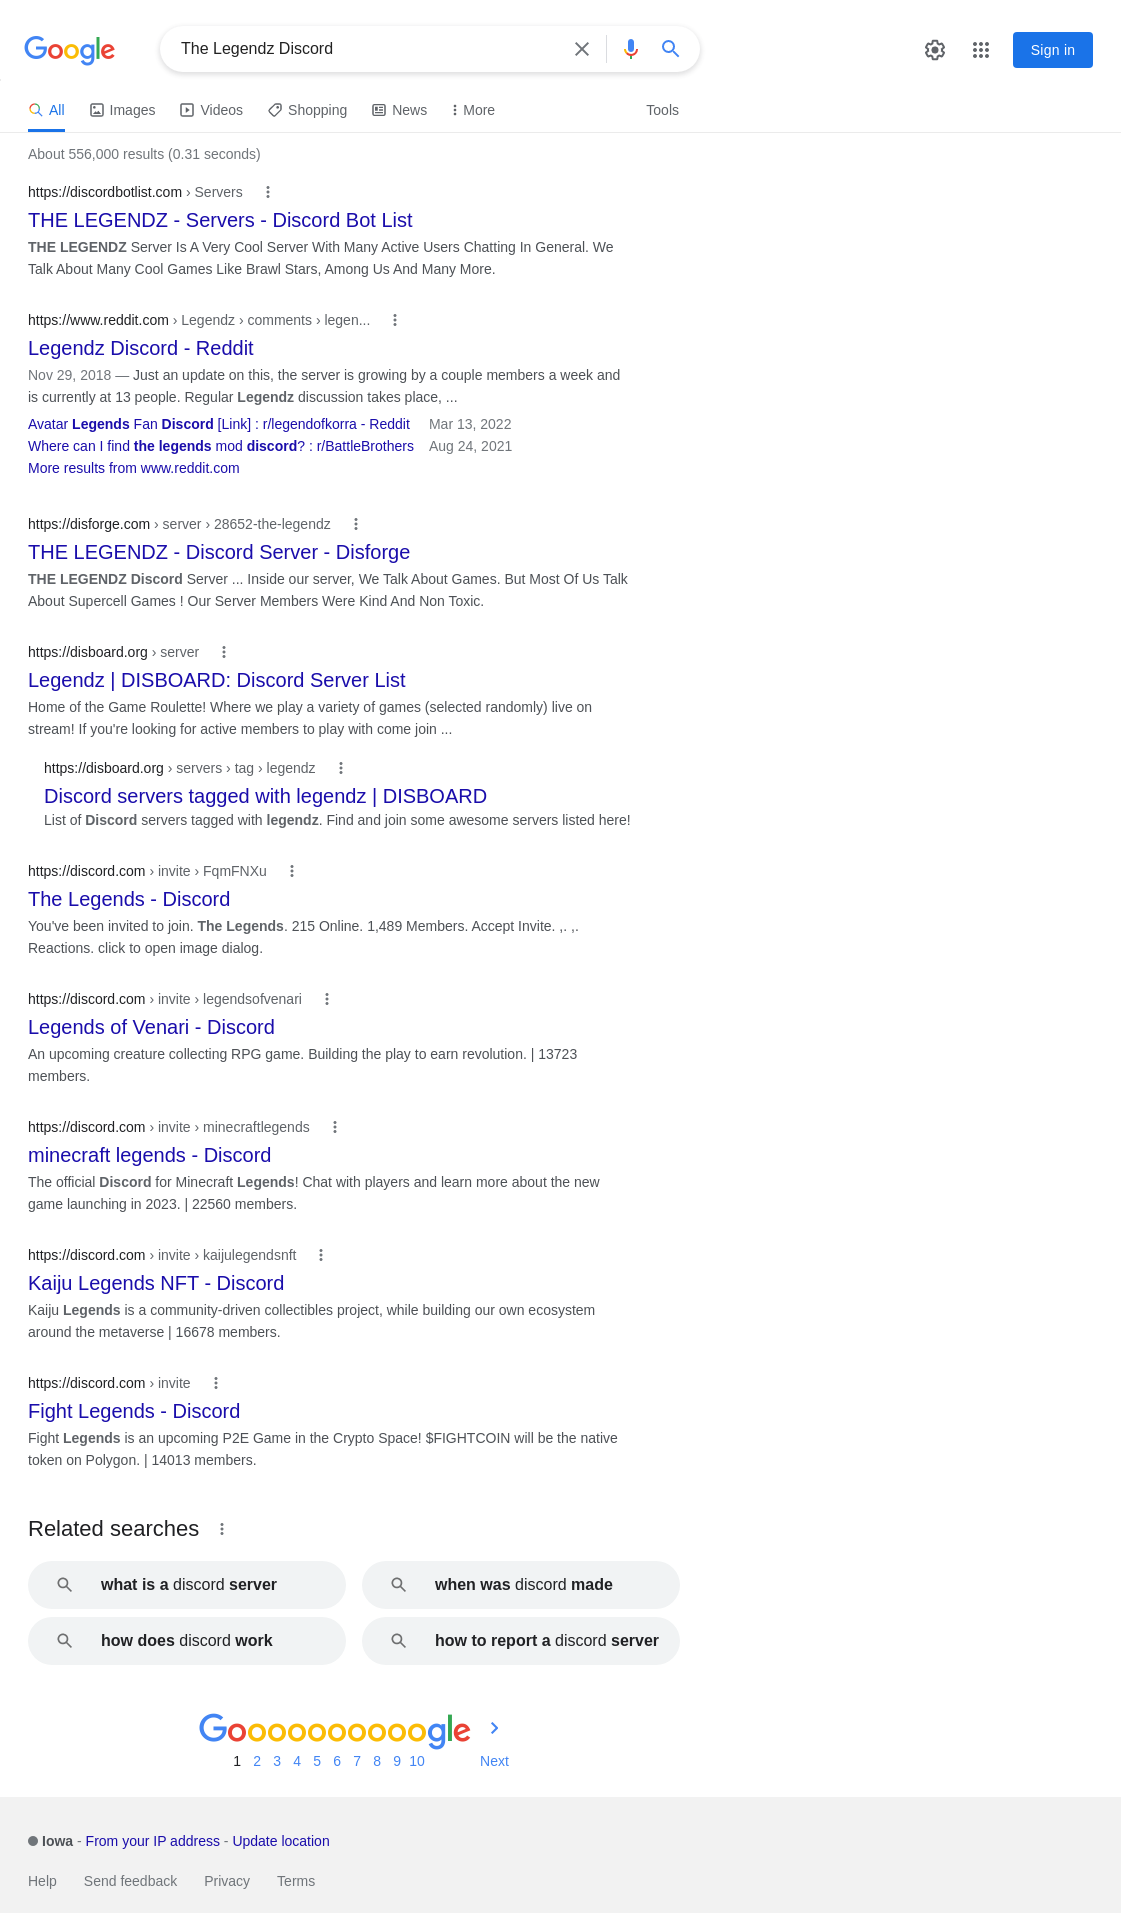 Google
The Legendz Discord
Sign in
All
Images
Videos
Shopping
News
More
Tools
About 556,000 results (0.31 seconds)
https://discordbotlist.com › Servers
THE LEGENDZ - Servers - Discord Bot List
THE LEGENDZ Server Is A Very Cool Server With Many Active Users Chatting In General. We
Talk About Many Cool Games Like Brawl Stars, Among Us And Many More.
https://www.reddit.com › Legendz › comments › legen...
Legendz Discord - Reddit
Nov 29, 2018 — Just an update on this, the server is growing by a couple members a week and
is currently at 13 people. Regular Legendz discussion takes place, ...
Avatar Legends Fan Discord [Link] : r/legendofkorra - Reddit Mar 13, 2022
Where can I find the legends mod discord? : r/BattleBrothers Aug 24, 2021
More results from www.reddit.com
https://disforge.com › server › 28652-the-legendz
THE LEGENDZ - Discord Server - Disforge
THE LEGENDZ Discord Server ... Inside our server, We Talk About Games. But Most Of Us Talk
About Supercell Games ! Our Server Members Were Kind And Non Toxic.
https://disboard.org › server
Legendz | DISBOARD: Discord Server List
Home of the Game Roulette! Where we play a variety of games (selected randomly) live on
stream! If you're looking for active members to play with come join ...
https://disboard.org › servers › tag › legendz
Discord servers tagged with legendz | DISBOARD
List of Discord servers tagged with legendz. Find and join some awesome servers listed here!
https://discord.com › invite › FqmFNXu
The Legends - Discord
You've been invited to join. The Legends. 215 Online. 1,489 Members. Accept Invite. ,. ,.
Reactions. click to open image dialog.
https://discord.com › invite › legendsofvenari
Legends of Venari - Discord
An upcoming creature collecting RPG game. Building the play to earn revolution. | 13723
members.
https://discord.com › invite › minecraftlegends
minecraft legends - Discord
The official Discord for Minecraft Legends! Chat with players and learn more about the new
game launching in 2023. | 22560 members.
https://discord.com › invite › kaijulegendsnft
Kaiju Legends NFT - Discord
Kaiju Legends is a community-driven collectibles project, while building our own ecosystem
around the metaverse | 16678 members.
https://discord.com › invite
Fight Legends - Discord
Fight Legends is an upcoming P2E Game in the Crypto Space! $FIGHTCOIN will be the native
token on Polygon. | 14013 members.
Related searches
what is a discord server
when was discord made
how does discord work
how to report a discord server
Goooooooooogle
1 2 3 4 5 6 7 8 9 10 Next
Iowa - From your IP address - Update location
Help Send feedback Privacy Terms